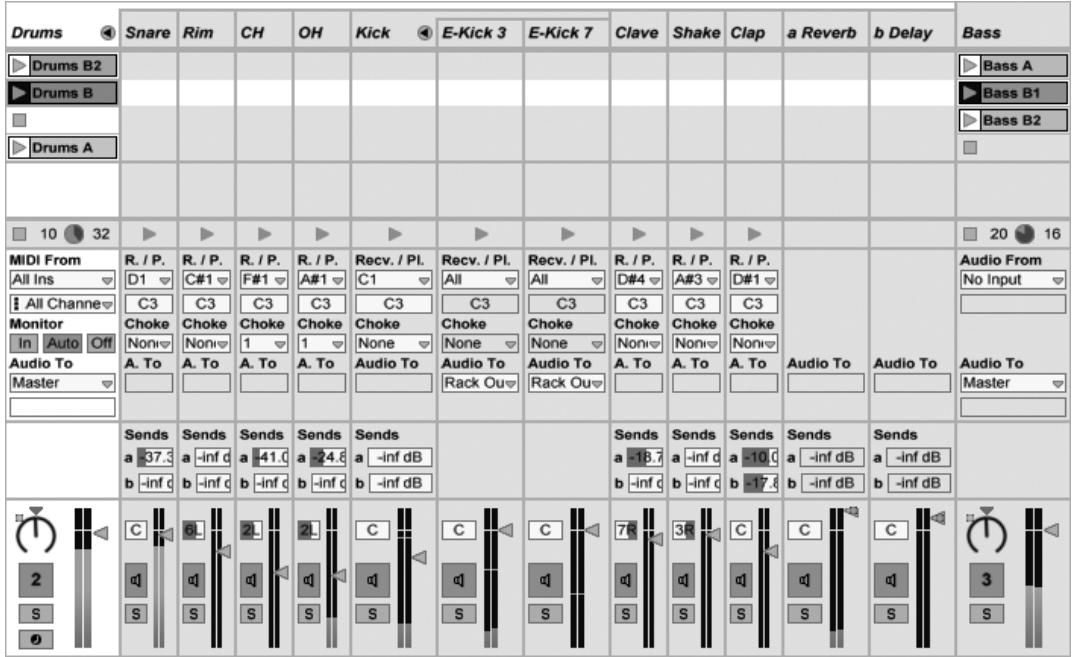 Drums Snare Rim CH OH Kick E-Kick 3 E-Kick 7 Clave Shake Clap a Reverb b Delay Bass
Drums B2 Bass A
Drums B Bass B1
Bass B2
Drums A
10 32 20 16
MIDI From R. / P. R. / P. R. / P. R. / P. Recv. / Pl. Recv. / Pl. Recv. / Pl. R. / P. R. / P. R. / P. Audio From
All Ins D1 C#1 F#1 A#1 C1 All All D#4 A#3 D#1 No Input
All Channe C3 C3 C3 C3 C3 C3 C3 C3 C3 C3
Monitor Choke Choke Choke Choke Choke Choke Choke Choke Choke Choke
In Auto Off Non Non 1 1 None None None Non Non Non
Audio To A. To A. To A. To A. To Audio To Audio To Audio To A. To A. To A. To Audio To Audio To Audio To
Master Rack Ou Rack Ou Master
Sends Sends Sends Sends Sends Sends Sends Sends Sends Sends
a -37.3 a -inf d a -41.0 a -24.8 a -inf dB a -18.7 a -inf d a -10.0 a -inf dB a -inf dB
b -inf d b -inf d b -inf d b -inf d b -inf dB b -inf d b -inf d b -17.8 b -inf dB b -inf dB
C 6L 2L 2L C C C 7R 3R C C C
2 3
S S S S S S S S S S S S S S